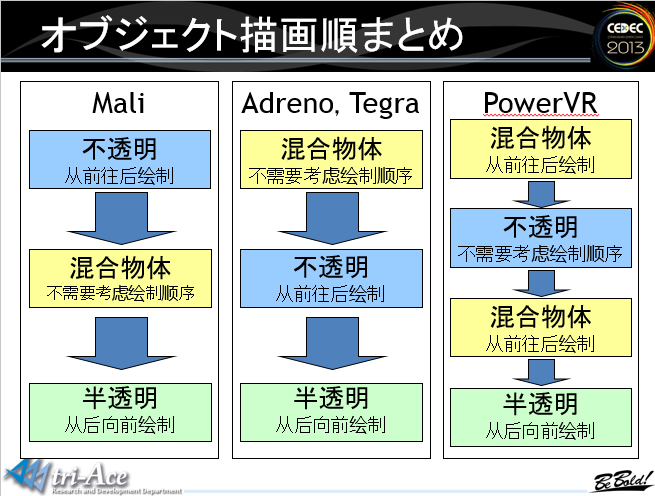 オブジェクト描画順まとめ
CEDEC
2013
Mali
不透明
从前往后绘制
混合物体
不需要考虑绘制顺序
半透明
从后向前绘制
Adreno, Tegra
混合物体
不需要考虑绘制顺序
不透明
从前往后绘制
半透明
从后向前绘制
PowerVR
混合物体
从前往后绘制
不透明
不需要考虑绘制顺序
混合物体
从前往后绘制
半透明
从后向前绘制
tri-Ace
Research and Development Department
Be Bold!